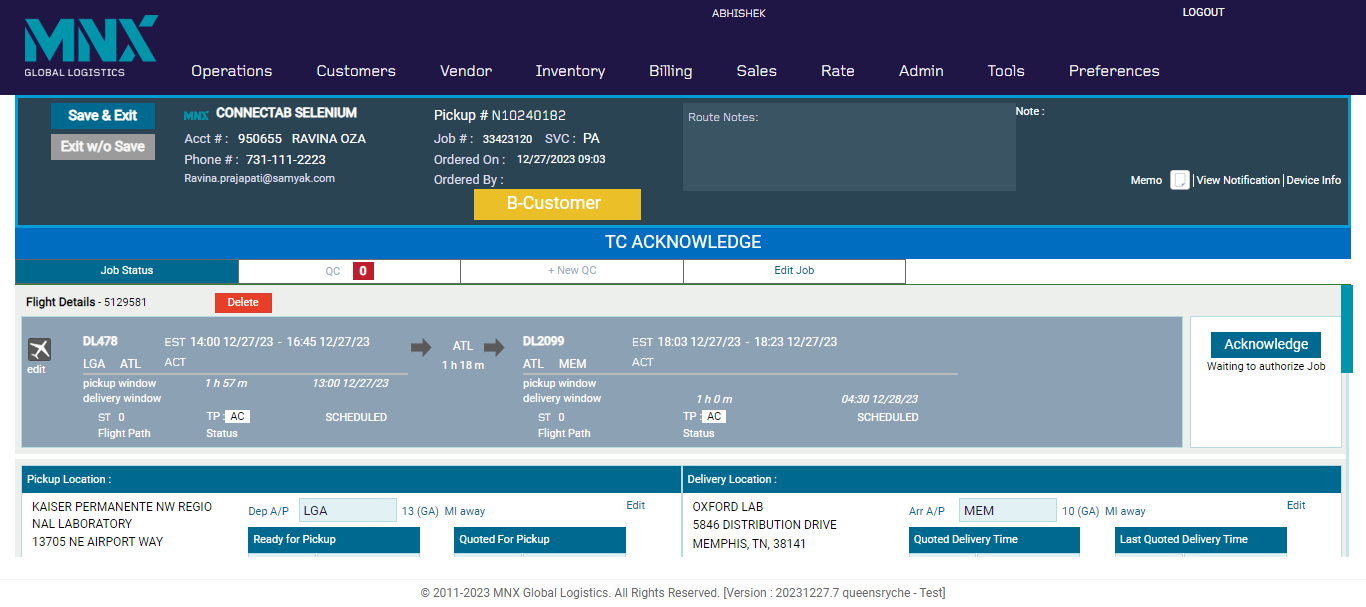 ABHISHEK
LOGOUT
MNX
GLOBAL LOGISTICS
Operations Customers Vendor Inventory Billing Sales Rate Admin Tools Preferences
Save & Exit
Exit w/o Save
MNX CONNECTAB SELENIUM
Acct # : 950655 RAVINA OZA
Phone # : 731-111-2223
Ravina.prajapati@samyak.com
Pickup # N10240182
Job # : 33423120 SVC : PA
Ordered On : 12/27/2023 09:03
Ordered By :
B-Customer
Route Notes:
Note :
Memo |View Notification|Device Info
TC ACKNOWLEDGE
Job Status QC 0 + New QC Edit Job
Flight Details - 5129581 Delete
edit
DL478 EST 14:00 12/27/23 - 16:45 12/27/23
LGA ATL ACT
pickup window 1 h 57 m 13:00 12/27/23
delivery window
ST 0 TP : AC SCHEDULED
Flight Path Status
ATL
1 h 18 m
DL2099 EST 18:03 12/27/23 - 18:23 12/27/23
ATL MEM ACT
pickup window
delivery window 1 h 0 m 04:30 12/28/23
ST 0 TP : AC SCHEDULED
Flight Path Status
Acknowledge
Waiting to authorize Job
Pickup Location :
KAISER PERMANENTE NW REGIO
NAL LABORATORY
13705 NE AIRPORT WAY
Dep A/P LGA 13 (GA) MI away Edit
Ready for Pickup Quoted For Pickup
Delivery Location :
OXFORD LAB
5846 DISTRIBUTION DRIVE
MEMPHIS, TN, 38141
Arr A/P MEM 10 (GA) MI away Edit
Quoted Delivery Time Last Quoted Delivery Time
© 2011-2023 MNX Global Logistics. All Rights Reserved. [Version : 20231227.7 queensryche - Test]